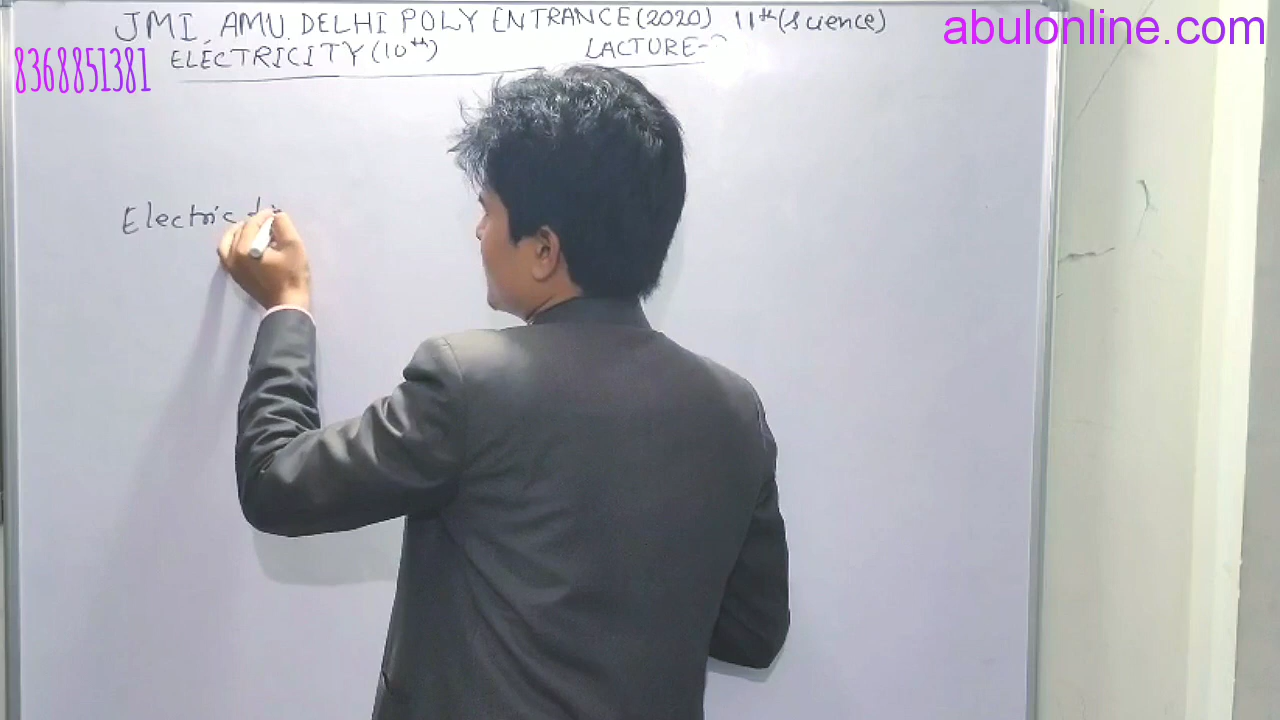 JMI, AMU, DELHI POLY ENTRANCE (2020) 11th (Science)
abulonline.com
ELECTRICITY (10th)
LACTURE-
8368851381
Electric